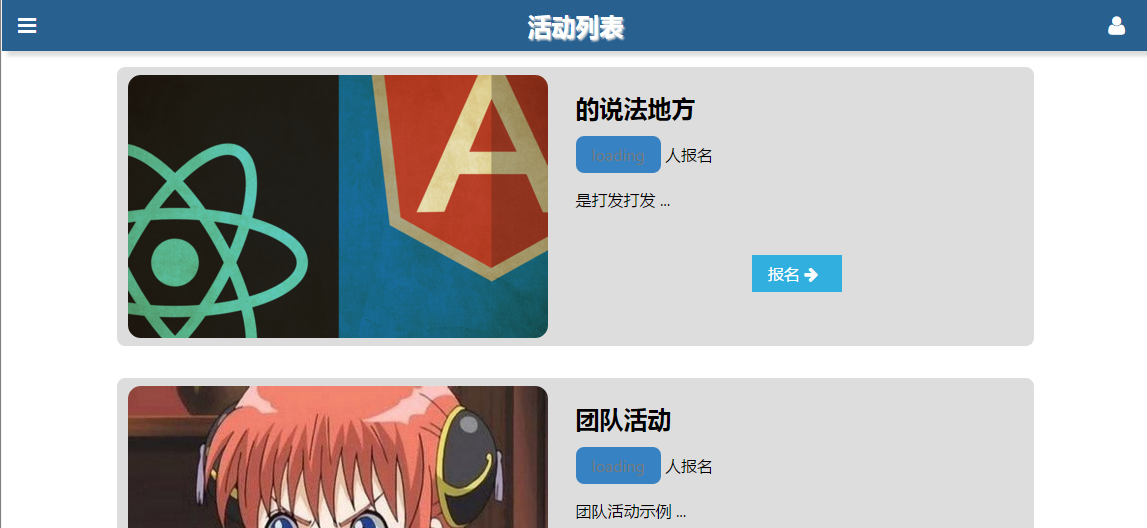 活动列表
的说法地方
loading 人报名
是打发打发 ...
报名
团队活动
loading 人报名
团队活动示例 ...